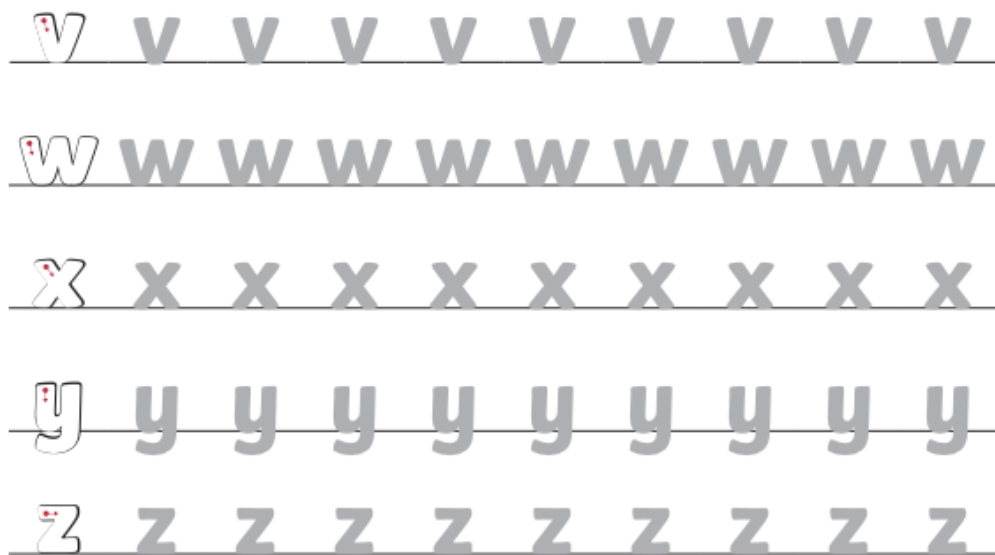 v v v v v v v v v v
w w w w w w w w w w
x x x x x x x x x x
y y y y y y y y y y
z z z z z z z z z z